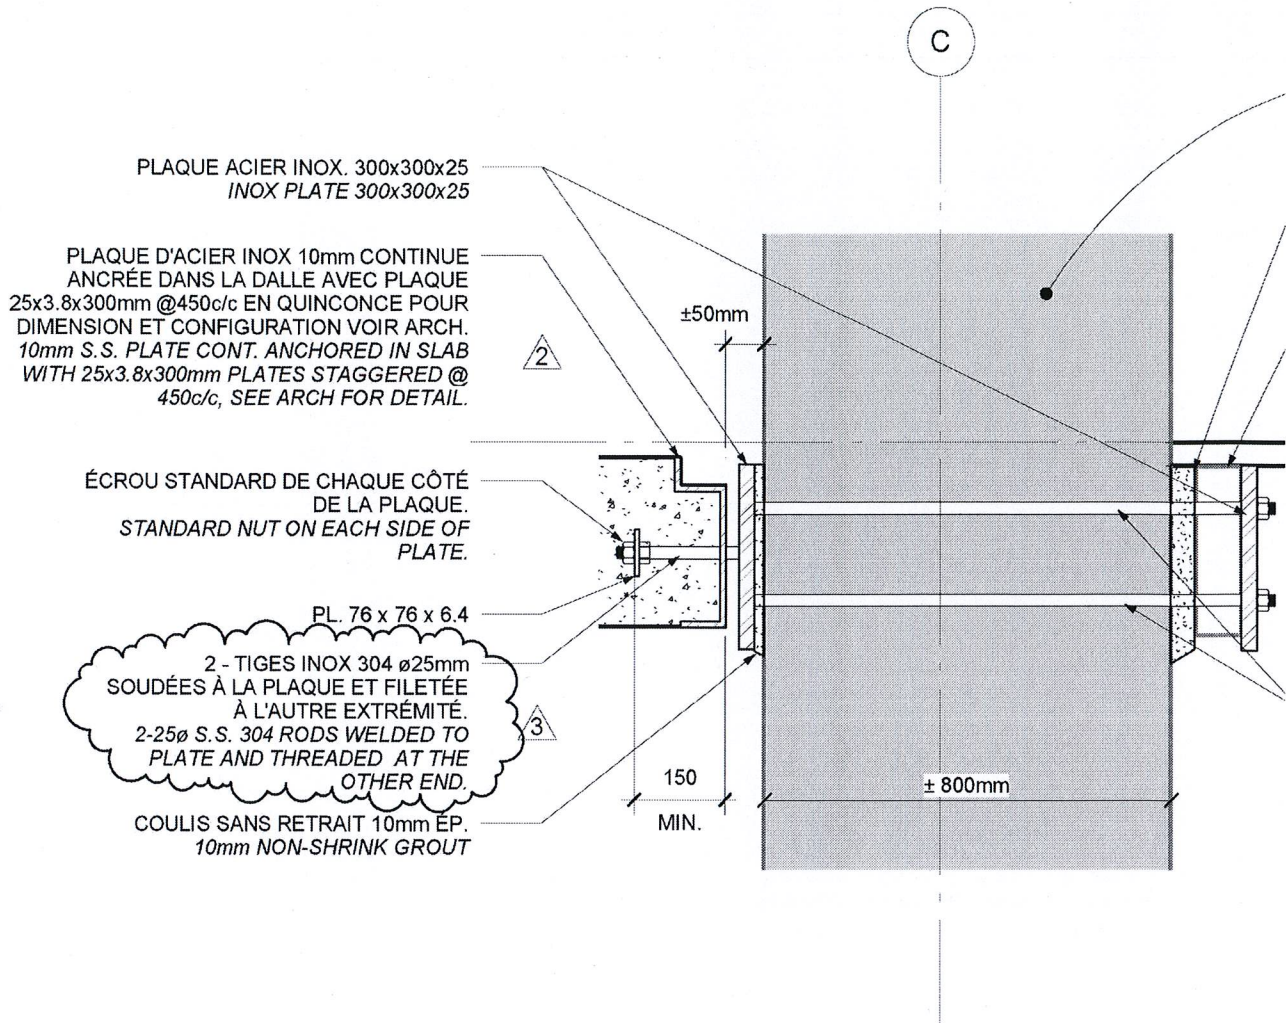 C
PLAQUE ACIER INOX. 300x300x25
INOX PLATE 300x300x25
PLAQUE D'ACIER INOX 10mm CONTINUE
ANCRÉE DANS LA DALLE AVEC PLAQUE
25x3.8x300mm @450c/c EN QUINCONCE POUR
DIMENSION ET CONFIGURATION VOIR ARCH.
10mm S.S. PLATE CONT. ANCHORED IN SLAB
WITH 25x3.8x300mm PLATES STAGGERED @
450c/c, SEE ARCH FOR DETAIL.
2
±50mm
ÉCROU STANDARD DE CHAQUE CÔTÉ
DE LA PLAQUE.
STANDARD NUT ON EACH SIDE OF
PLATE.
PL. 76 x 76 x 6.4
2 - TIGES INOX 304 ø25mm
SOUDÉES À LA PLAQUE ET FILETÉE
À L'AUTRE EXTRÉMITÉ.
2-25ø S.S. 304 RODS WELDED TO
PLATE AND THREADED AT THE
OTHER END.
3
150
MIN.
± 800mm
COULIS SANS RETRAIT 10mm ÉP.
10mm NON-SHRINK GROUT